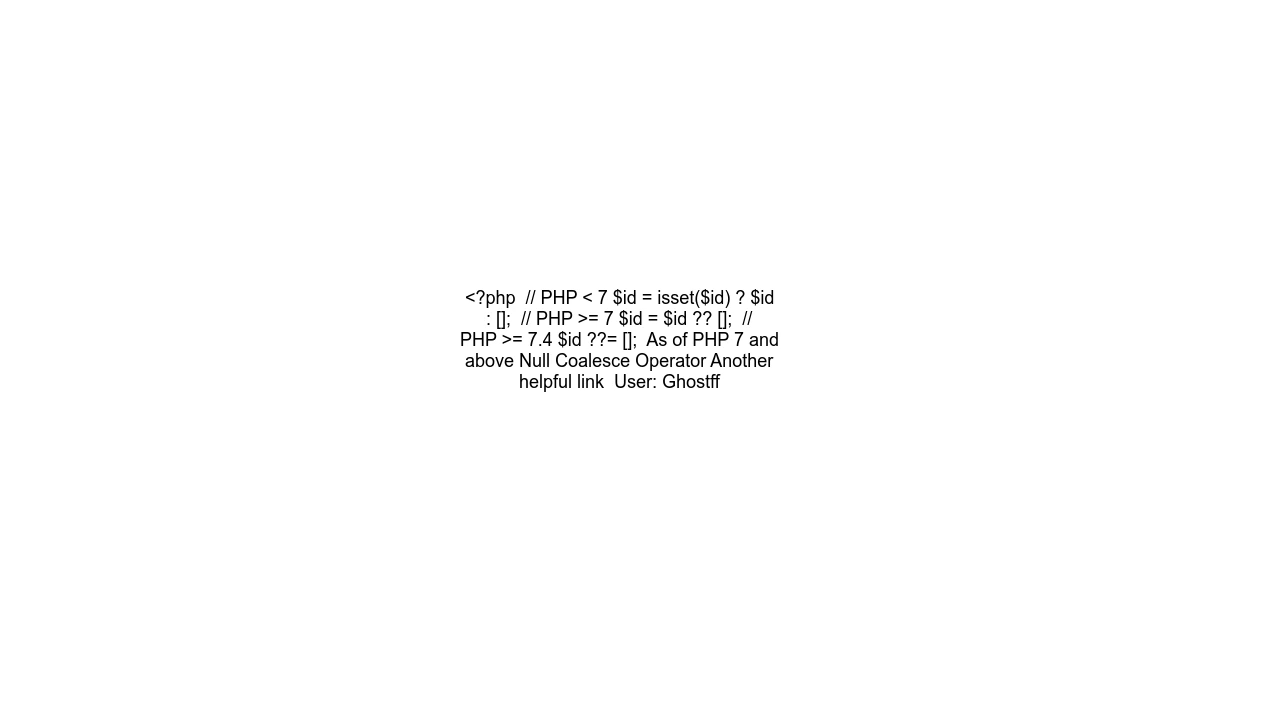 <?php  // PHP < 7 $id = isset($id) ? $id
: [];  // PHP >= 7 $id = $id ?? [];  //
PHP >= 7.4 $id ??= [];  As of PHP 7 and
above Null Coalesce Operator Another
helpful link  User: Ghostff